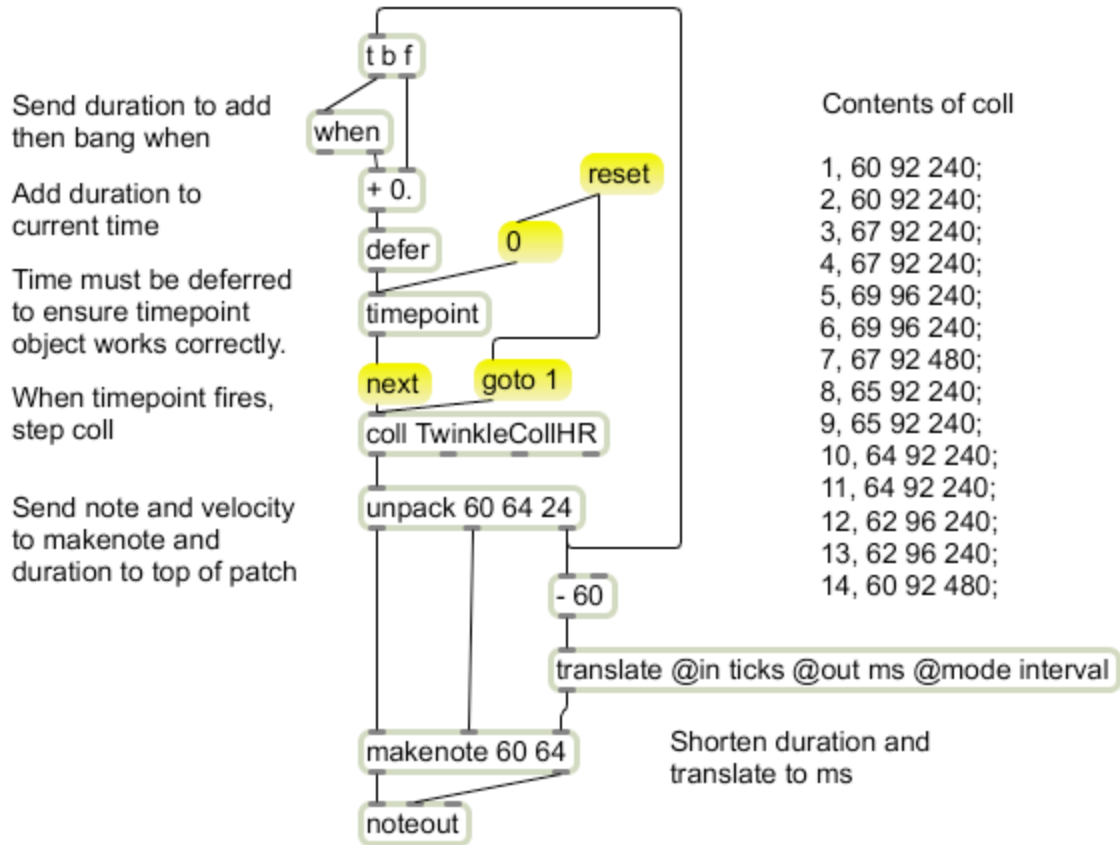 t b f
Send duration to add
then bang when
when
Contents of coll
reset
+ 0.
Add duration to
current time
0
defer
Time must be deferred
to ensure timepoint
object works correctly.
timepoint
next
goto 1
When timepoint fires,
step coll
coll TwinkleCollHR
1, 60 92 240;
2, 60 92 240;
3, 67 92 240;
4, 67 92 240;
5, 69 96 240;
6, 69 96 240;
7, 67 92 480;
8, 65 92 240;
9, 65 92 240;
10, 64 92 240;
11, 64 92 240;
12, 62 96 240;
13, 62 96 240;
14, 60 92 480;
Send note and velocity
to makenote and
duration to top of patch
unpack 60 64 24
- 60
translate @in ticks @out ms @mode interval
makenote 60 64
Shorten duration and
translate to ms
noteout